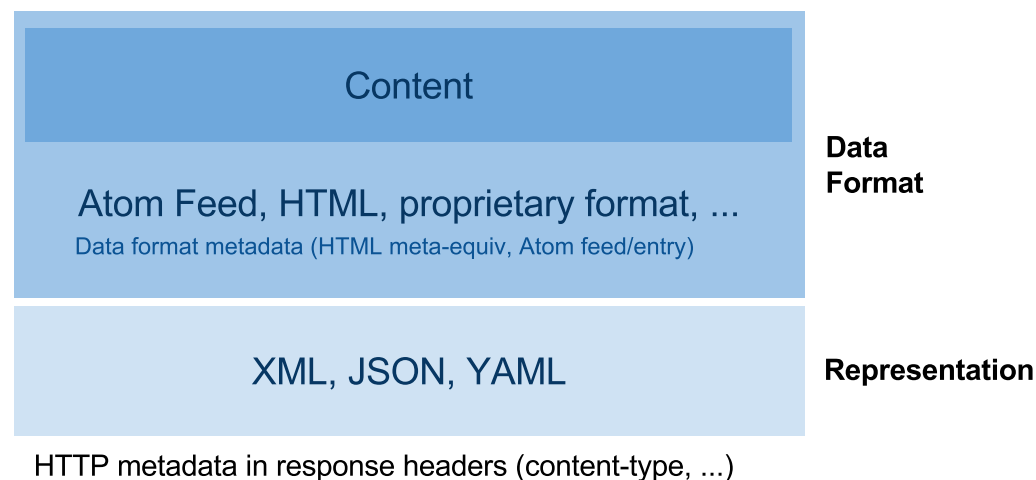 Content
Data
Format
Atom Feed, HTML, proprietary format, ...
Data format metadata (HTML meta-equiv, Atom feed/entry)
XML, JSON, YAML
Representation
HTTP metadata in response headers (content-type, ...)